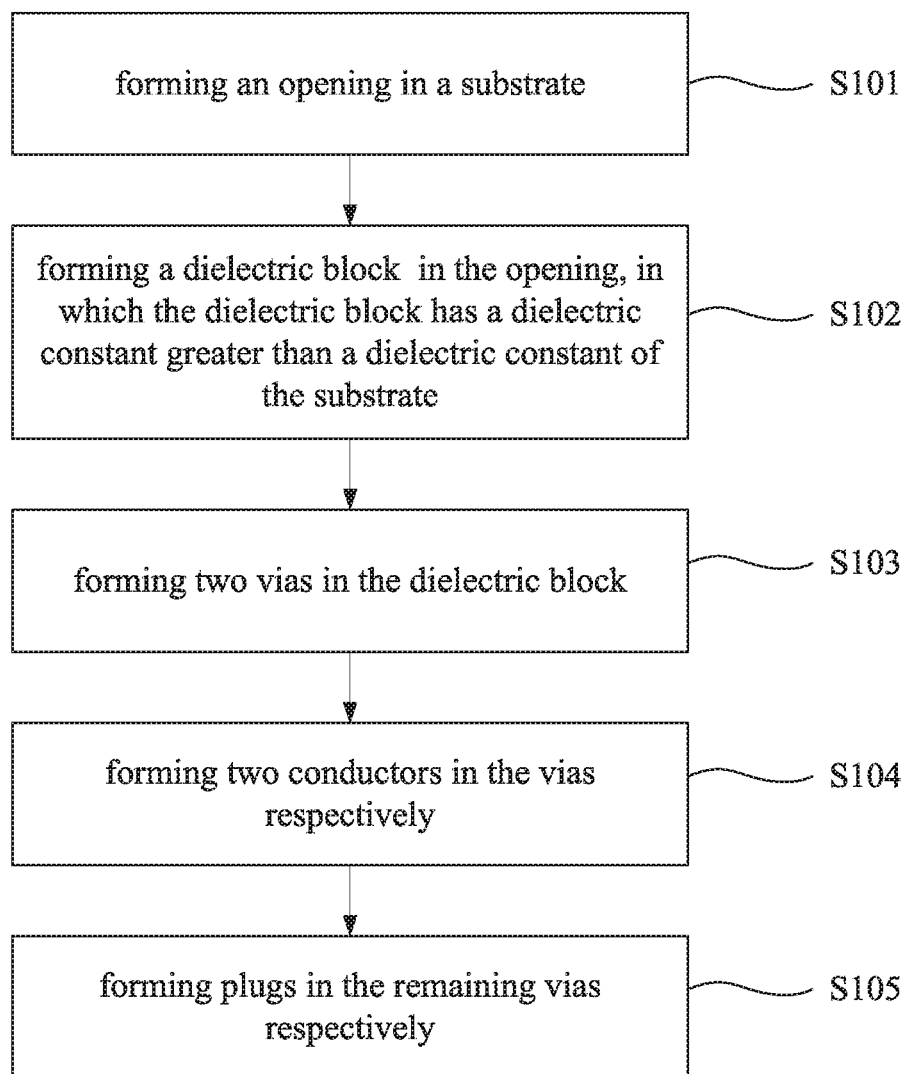 forming an opening in a substrate
S101
forming a dielectric block in the opening, in
which the dielectric block has a dielectric
constant greater than a dielectric constant of
the substrate
S102
forming two vias in the dielectric block
S103
forming two conductors in the vias
respectively
S104
forming plugs in the remaining vias
respectively
S105